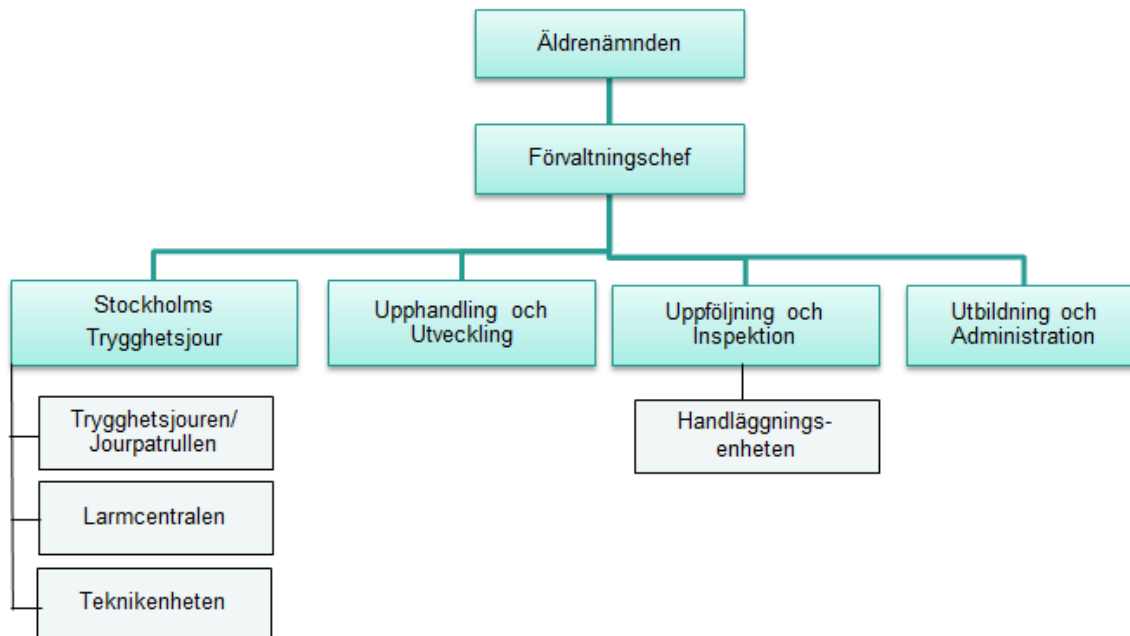 Äldrenämnden
Förvaltningschef
Stockholms
Trygghetsjour
Upphandling och
Utveckling
Uppföljning och
Inspektion
Utbildning och
Administration
Trygghetsjouren/
Jourpatrullen
Larmcentralen
Teknikenheten
Handläggnings-
enheten